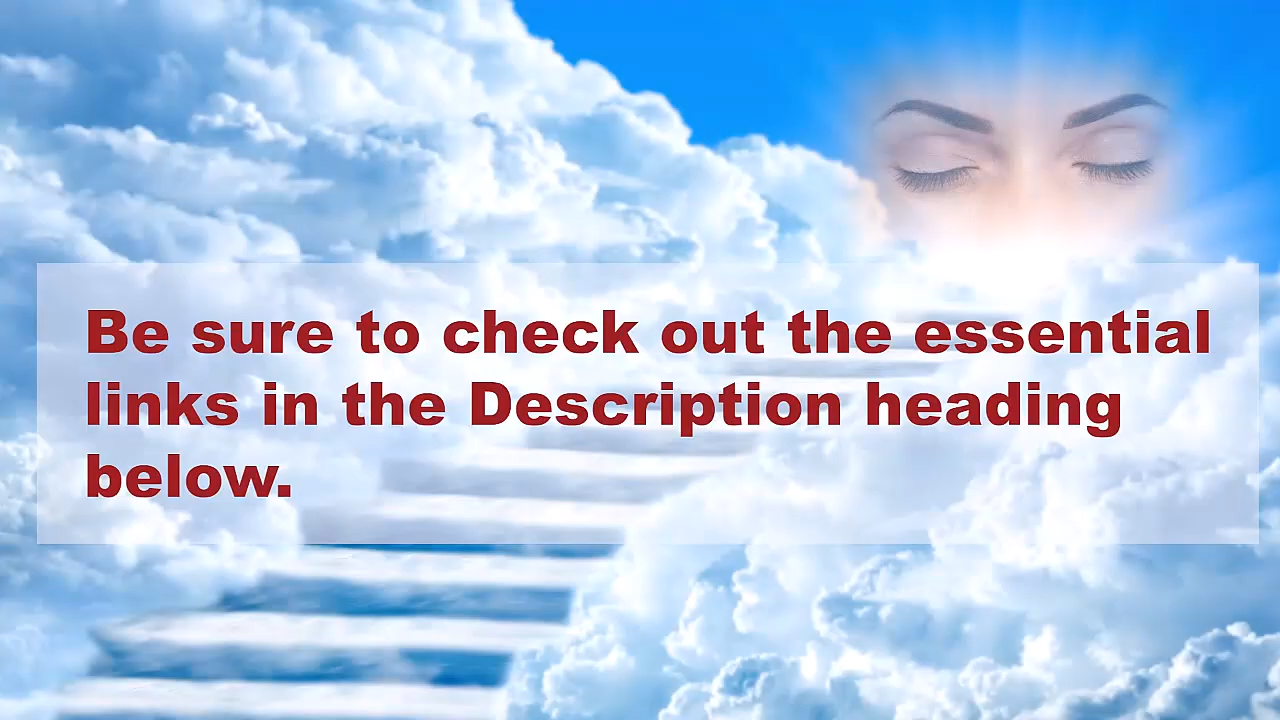 Be sure to check out the essential
links in the Description heading
below.